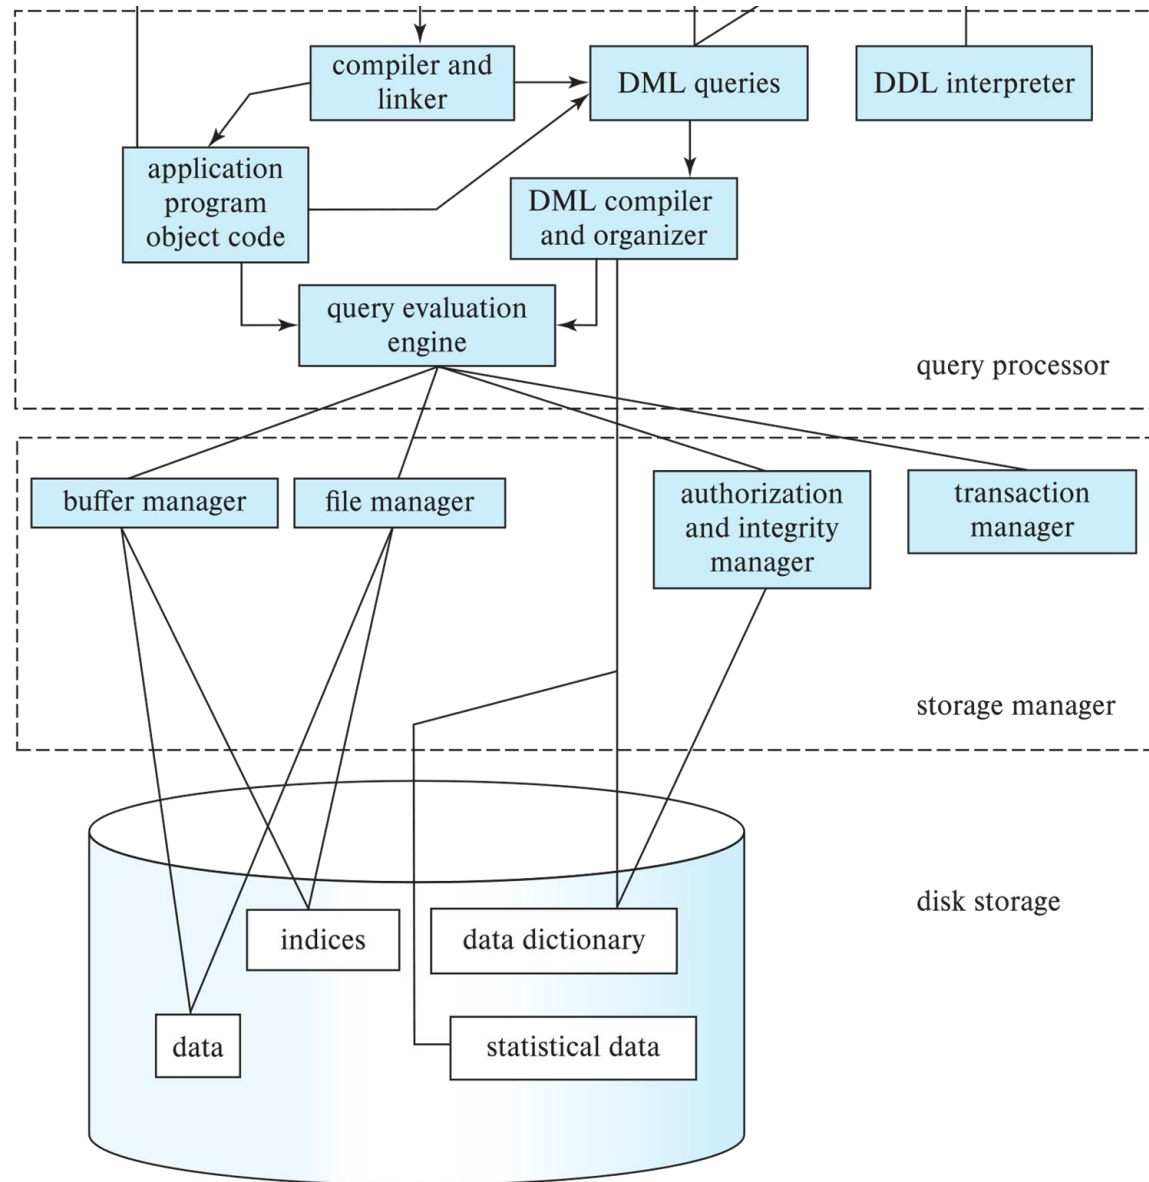 compiler and
linker
DML queries
DDL interpreter
application
program
object code
DML compiler
and organizer
query evaluation
engine
query processor
buffer manager
file manager
authorization
and integrity
manager
transaction
manager
storage manager
disk storage
indices
data dictionary
data
statistical data